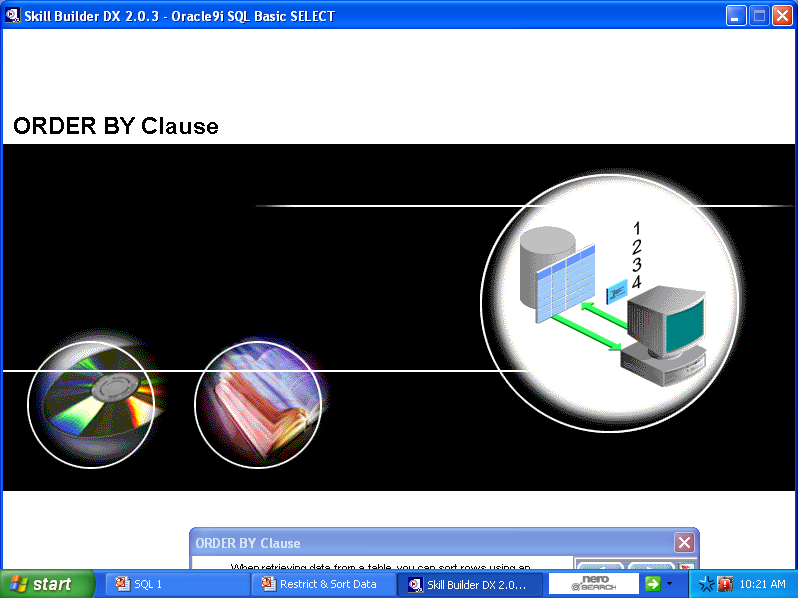 Skill Builder DX 2.0.3 - Oracle9i SQL Basic SELECT
ORDER BY Clause
1
2
3
4
ORDER BY Clause
When retrieving data from a table, you can sort rows using an
start
SQL 1
Restrict & Sort Data
Skill Builder DX 2.0...
nero
@SEARCH
10:21 AM